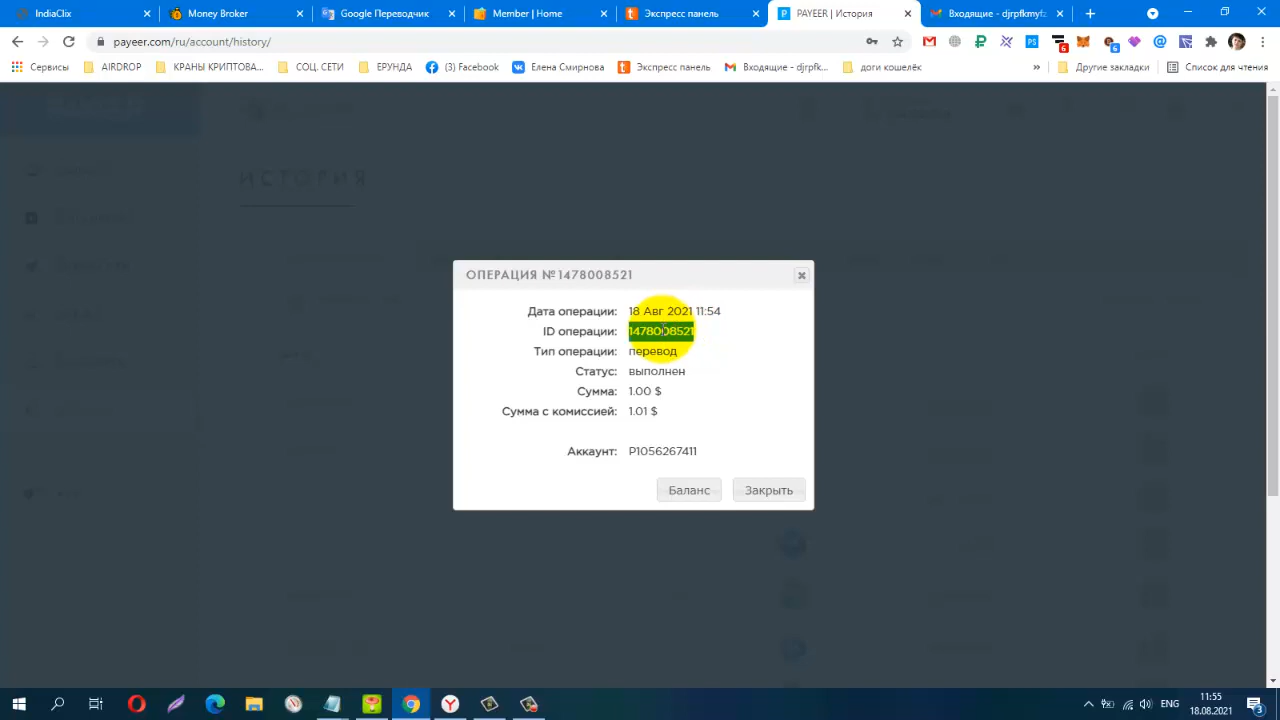 IndiaClix
Money Broker
Google Переводчик
Member | Home
Экспресс панель
PAYEER | История
Входящие - djrpfkmyfz
payeer.com/ru/account/history/
Сервисы
AIRDROP
КРАНЫ КРИПТОВА...
СОЦ. СЕТИ
ЕРУНДА
(3) Facebook
Елена Смирнова
Экспресс панель
Входящие - djrpfk...
доги кошелёк
»
Другие закладки
Список для чтения
ИСТОРИЯ
ОПЕРАЦИЯ №1478008521
Дата операции: 18 Авг 2021 11:54
ID операции: 1478008521
Тип операции: перевод
Статус: выполнен
Сумма: 1.00 $
Сумма с комиссией: 1.01 $
Аккаунт: P1056267411
Баланс
Закрыть
ENG
11:55
18.08.2021